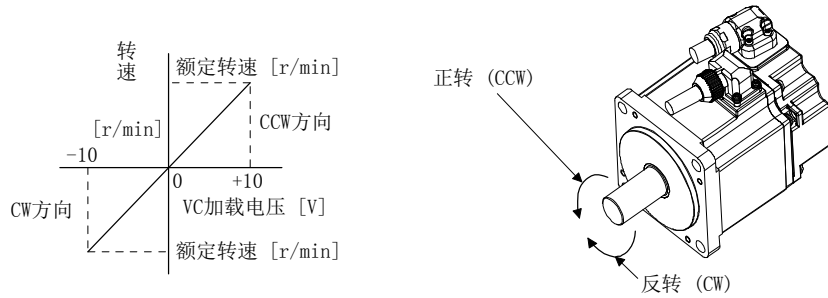 转
速
额定转速 [r/min]
[r/min]
CCW方向
-10
0
+10
CW方向
VC加载电压 [V]
额定转速 [r/min]
正转 (CCW)
反转 (CW)